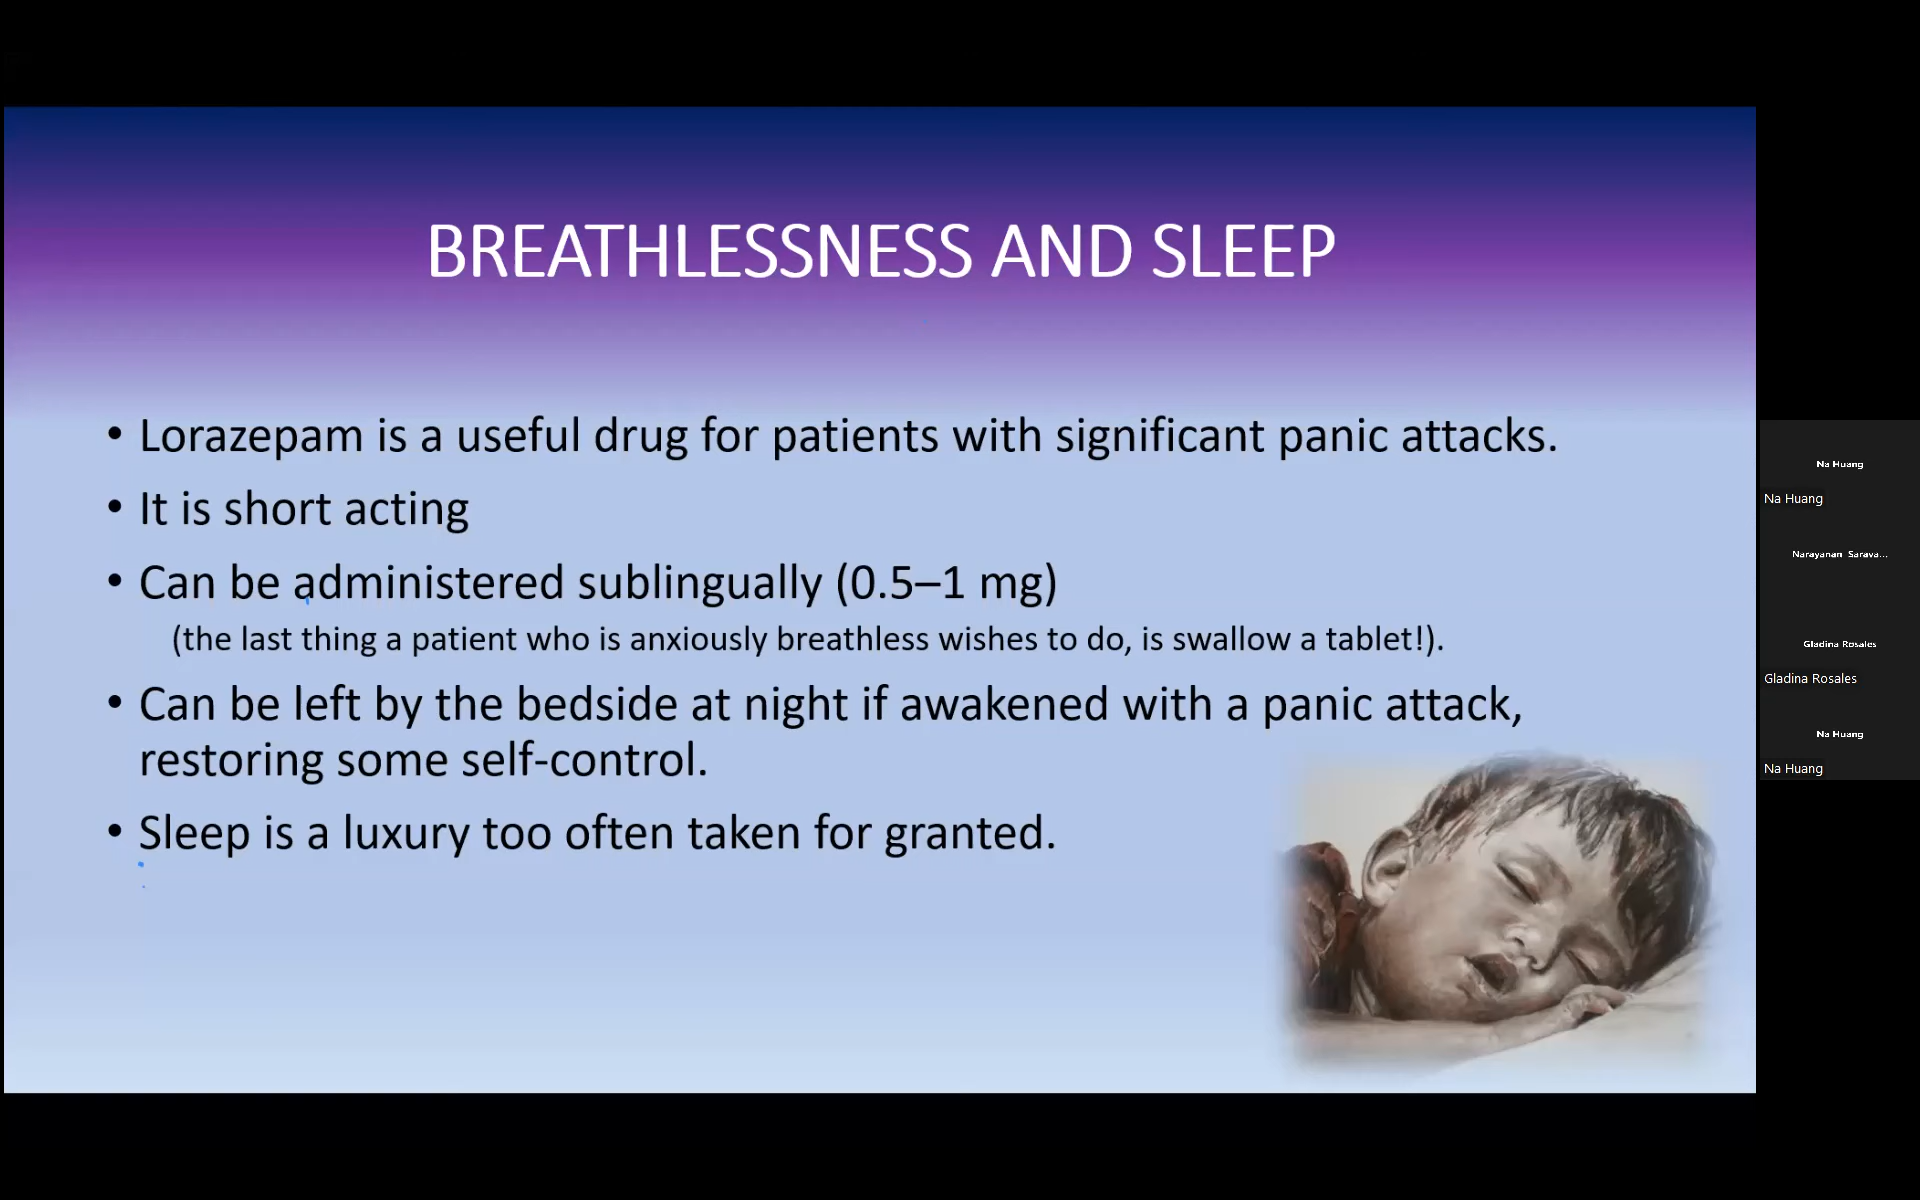 BREATHLESSNESS AND SLEEP
• Lorazepam is a useful drug for patients with significant panic attacks.
• It is short acting
• Can be administered sublingually (0.5–1 mg)
(the last thing a patient who is anxiously breathless wishes to do, is swallow a tablet!).
• Can be left by the bedside at night if awakened with a panic attack,
restoring some self-control.
• Sleep is a luxury too often taken for granted.
Na Huang
Na Huang
Narayanan Sarava...
Gladina Rosales
Gladina Rosales
Na Huang
Na Huang